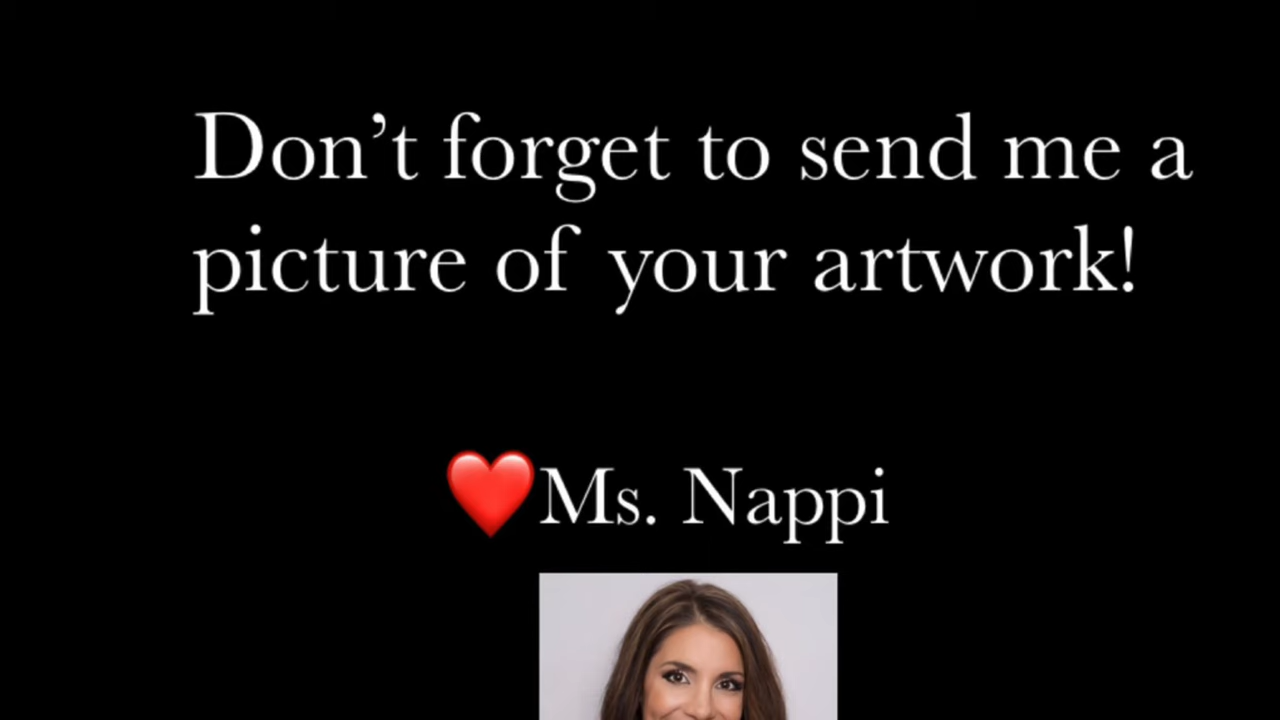 Don’t forget to send me a
picture of your artwork!
❤️Ms. Nappi